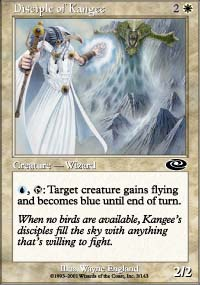 Disciple of Kangee 2
Creature — Wizard
: Target creature gains flying
and becomes blue until end of turn.
When no birds are available, Kangee's
disciples fill the sky with anything
that's willing to fight.
Illus. Wayne England
©1993-2001 Wizards of the Coast, Inc. 3/143
2/2